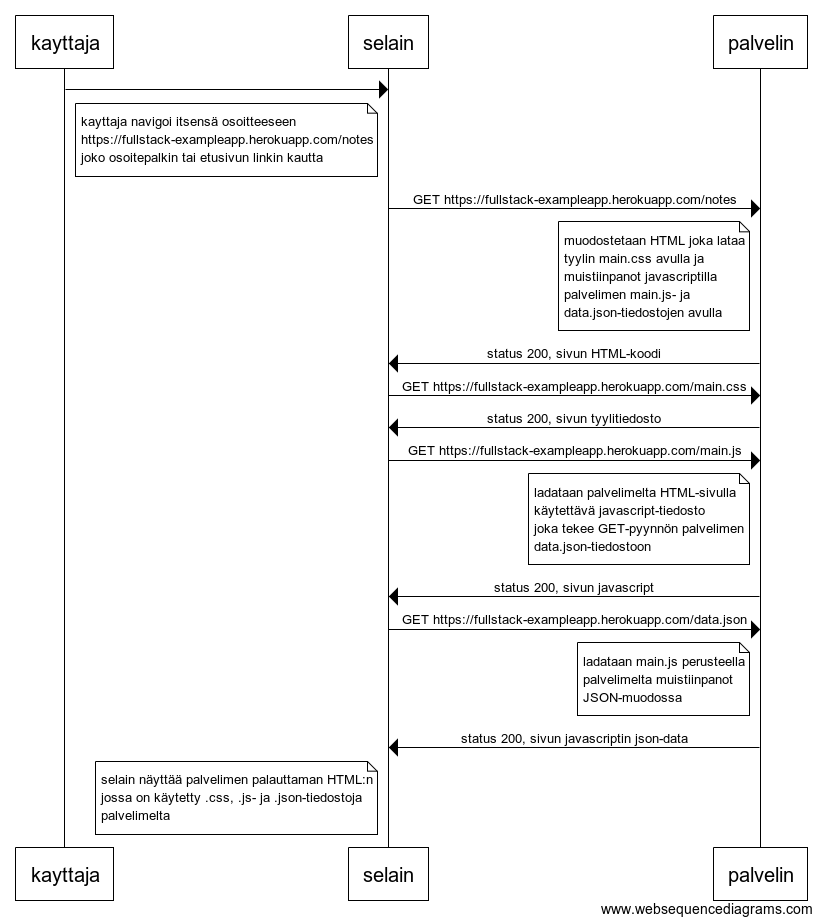 kayttaja
selain
palvelin
kayttaja navigoi itsensä osoitteeseen
https://fullstack-exampleapp.herokuapp.com/notes
joko osoitepalkin tai etusivun linkin kautta
GET https://fullstack-exampleapp.herokuapp.com/notes
muodostetaan HTML joka lataa
tyylin main.css avulla ja
muistiinpanot javascriptilla
palvelimen main.js- ja
data.json-tiedostojen avulla
status 200, sivun HTML-koodi
GET https://fullstack-exampleapp.herokuapp.com/main.css
status 200, sivun tyylitiedosto
GET https://fullstack-exampleapp.herokuapp.com/main.js
ladataan palvelimelta HTML-sivulla
käytettävä javascript-tiedosto
joka tekee GET-pyynnön palvelimen
data.json-tiedostoon
status 200, sivun javascript
GET https://fullstack-exampleapp.herokuapp.com/data.json
ladataan main.js perusteella
palvelimelta muistiinpanot
JSON-muodossa
status 200, sivun javascriptin json-data
selain näyttää palvelimen palauttaman HTML:n
jossa on käytetty .css, .js- ja .json-tiedostoja
palvelimelta
kayttaja
selain
palvelin
www.websequencediagrams.com